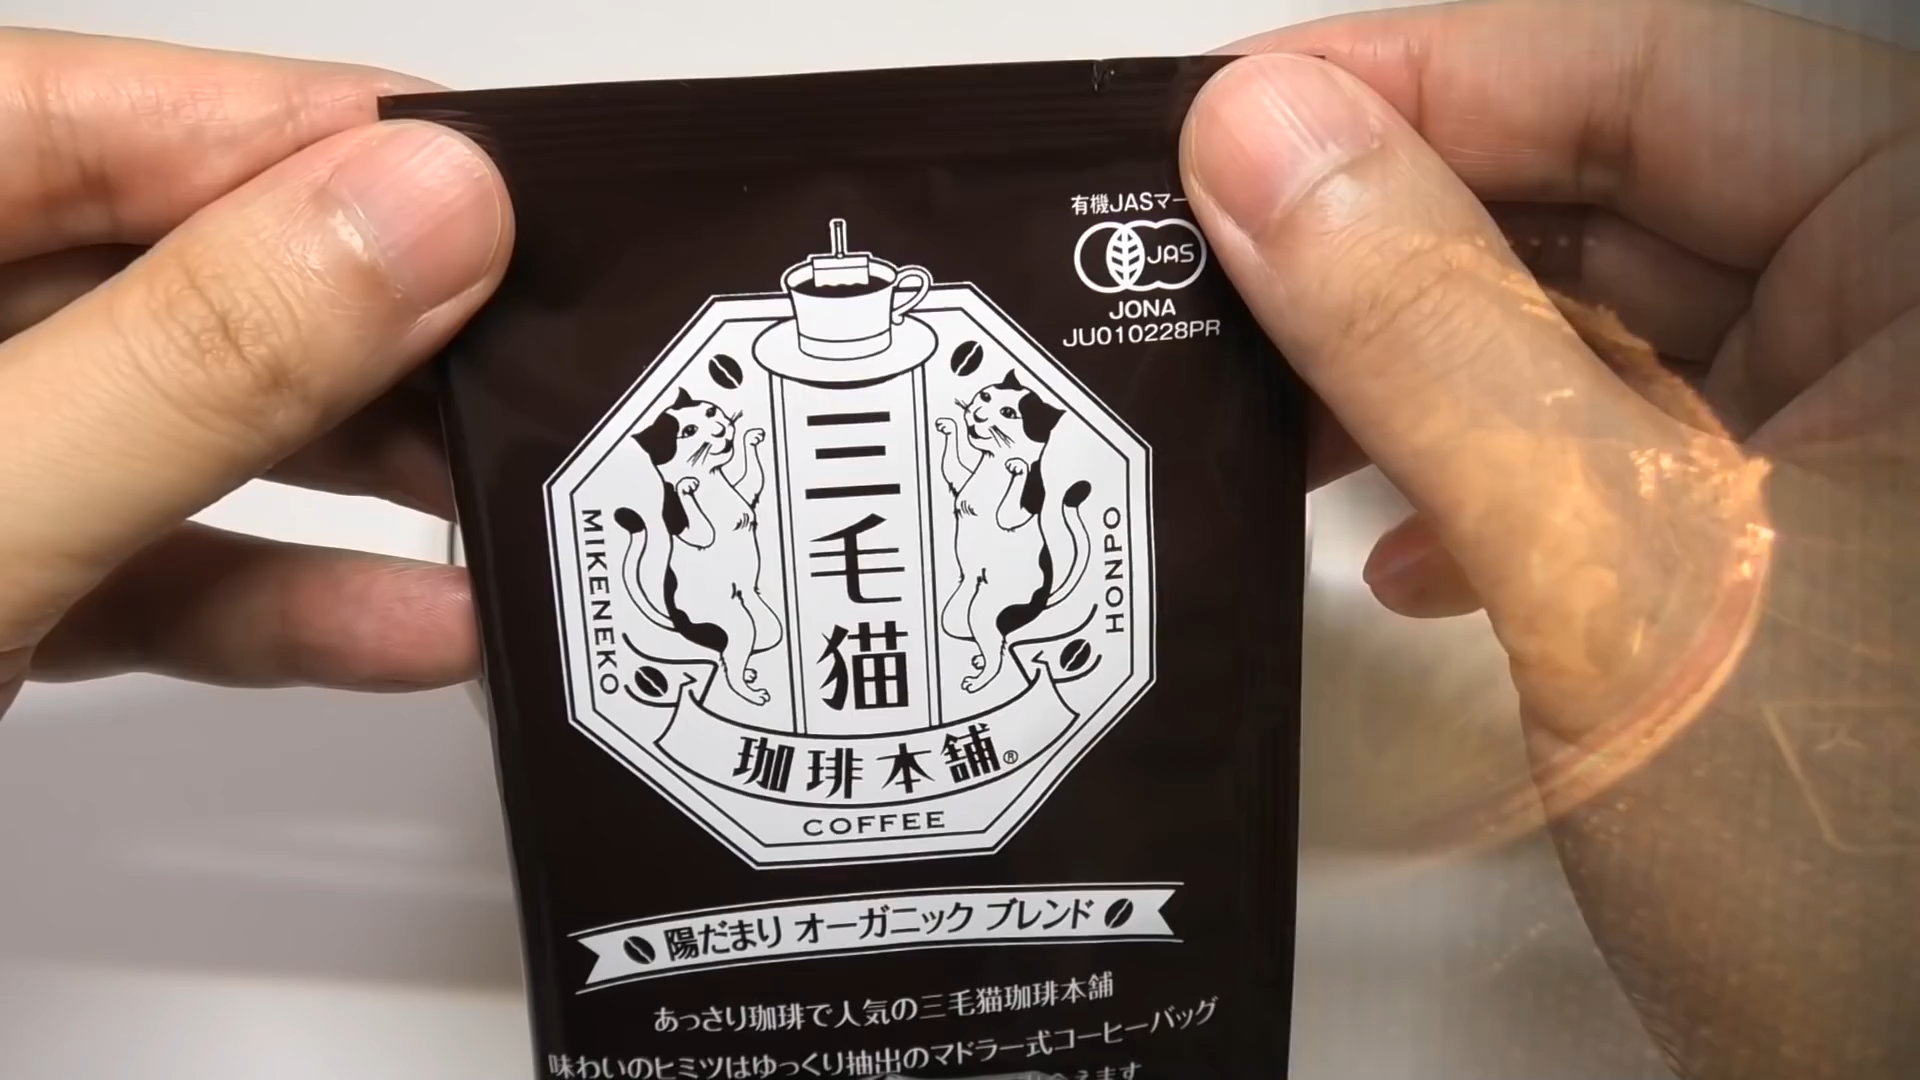 有機JASマー
JAS
JONA
JU010228PR
三毛猫
MIKENEKO
HONPO
珈琲本舗®
COFFEE
陽だまり オーガニック ブレンド
あっさり珈琲で人気の三毛猫珈琲本舗
味わいのヒミツはゆっくり抽出のマドラー式コーヒーバッグ